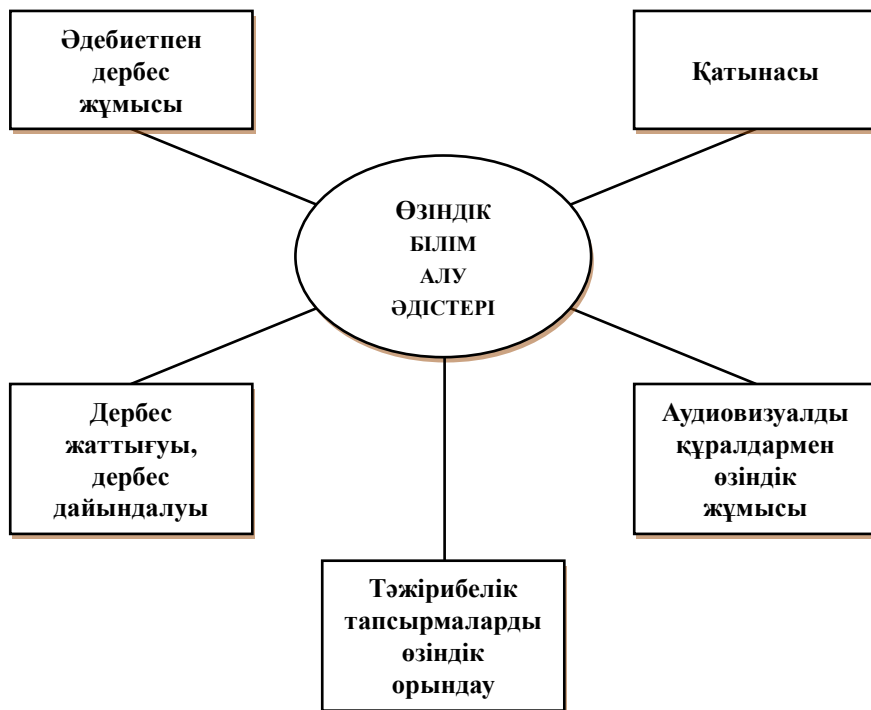 Әдебиетпен
дербес
жұмысы
Қатынасы
Өзіндік
БІЛІМ
АЛУ
ӘДІСТЕРІ
Дербес
жаттығуы,
дербес
дайындалуы
Аудиовизуалды
құралдармен
өзіндік
жұмысы
Тәжірибелік
тапсырмаларды
өзіндік
орындау